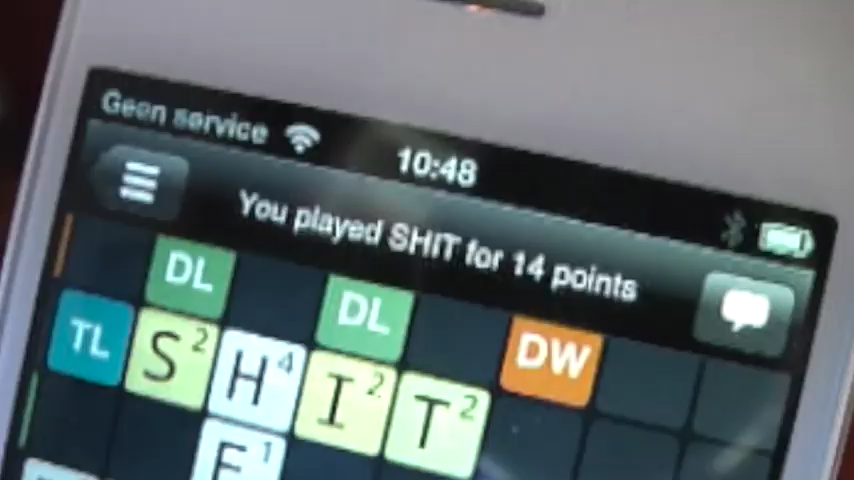 Geen service 10:48
You played SHIT for 14 points
DL DL
TL S2 H4 I2 T2 DW
E1